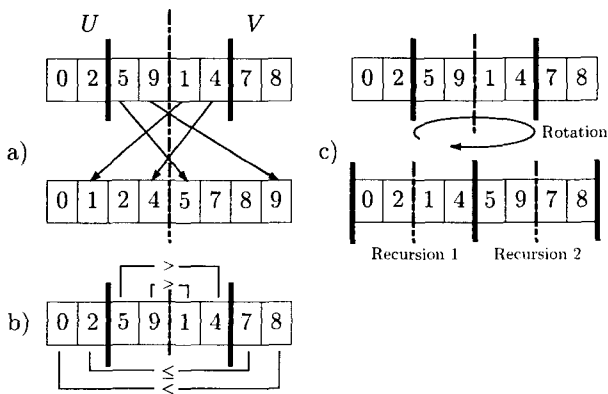 U V
0 2 5 9 1 4 7 8
a)
0 1 2 4 5 7 8 9
>
>
b)
0 2 5 9 1 4 7 8
≤
≤
0 2 5 9 1 4 7 8
c)
Rotation
0 2 1 4 5 9 7 8
Recursion 1 Recursion 2